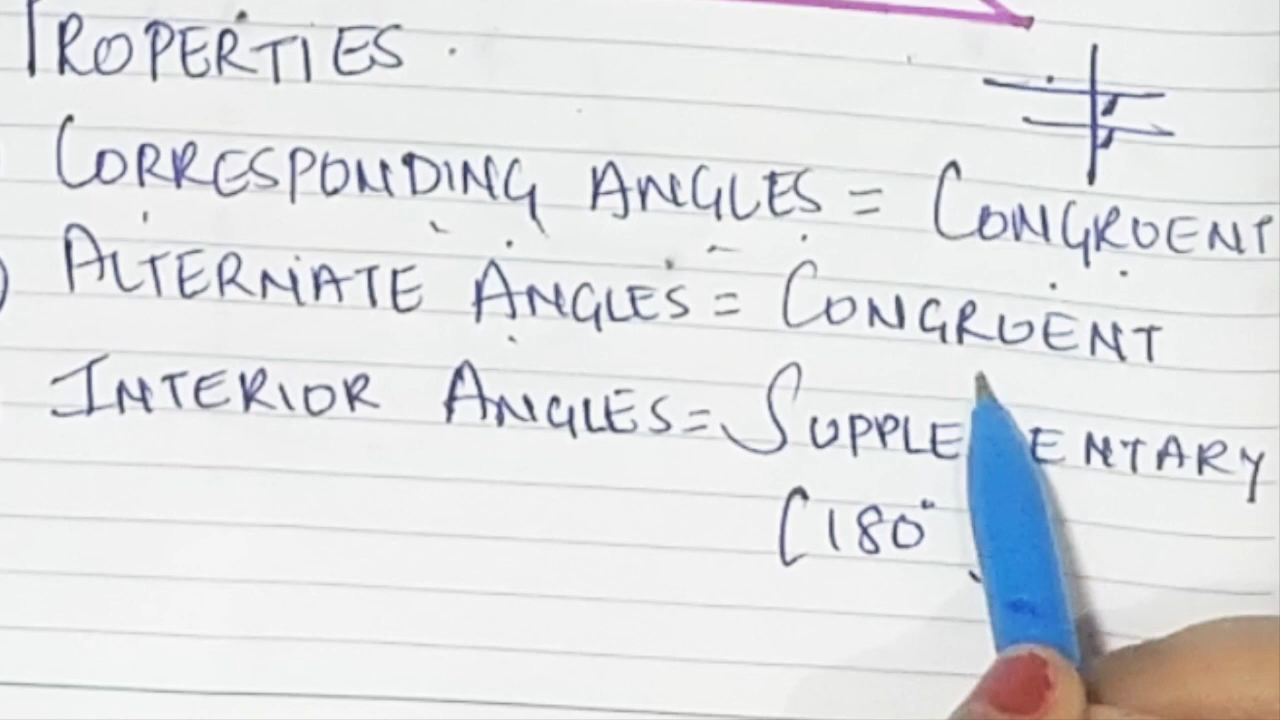 PROPERTIES.
CORRESPONDING ANGLES = CONGRUENT
) ALTERNATE ANGLES = CONGRUENT
INTERIOR ANGLES = SUPPLEMENTARY
(180°